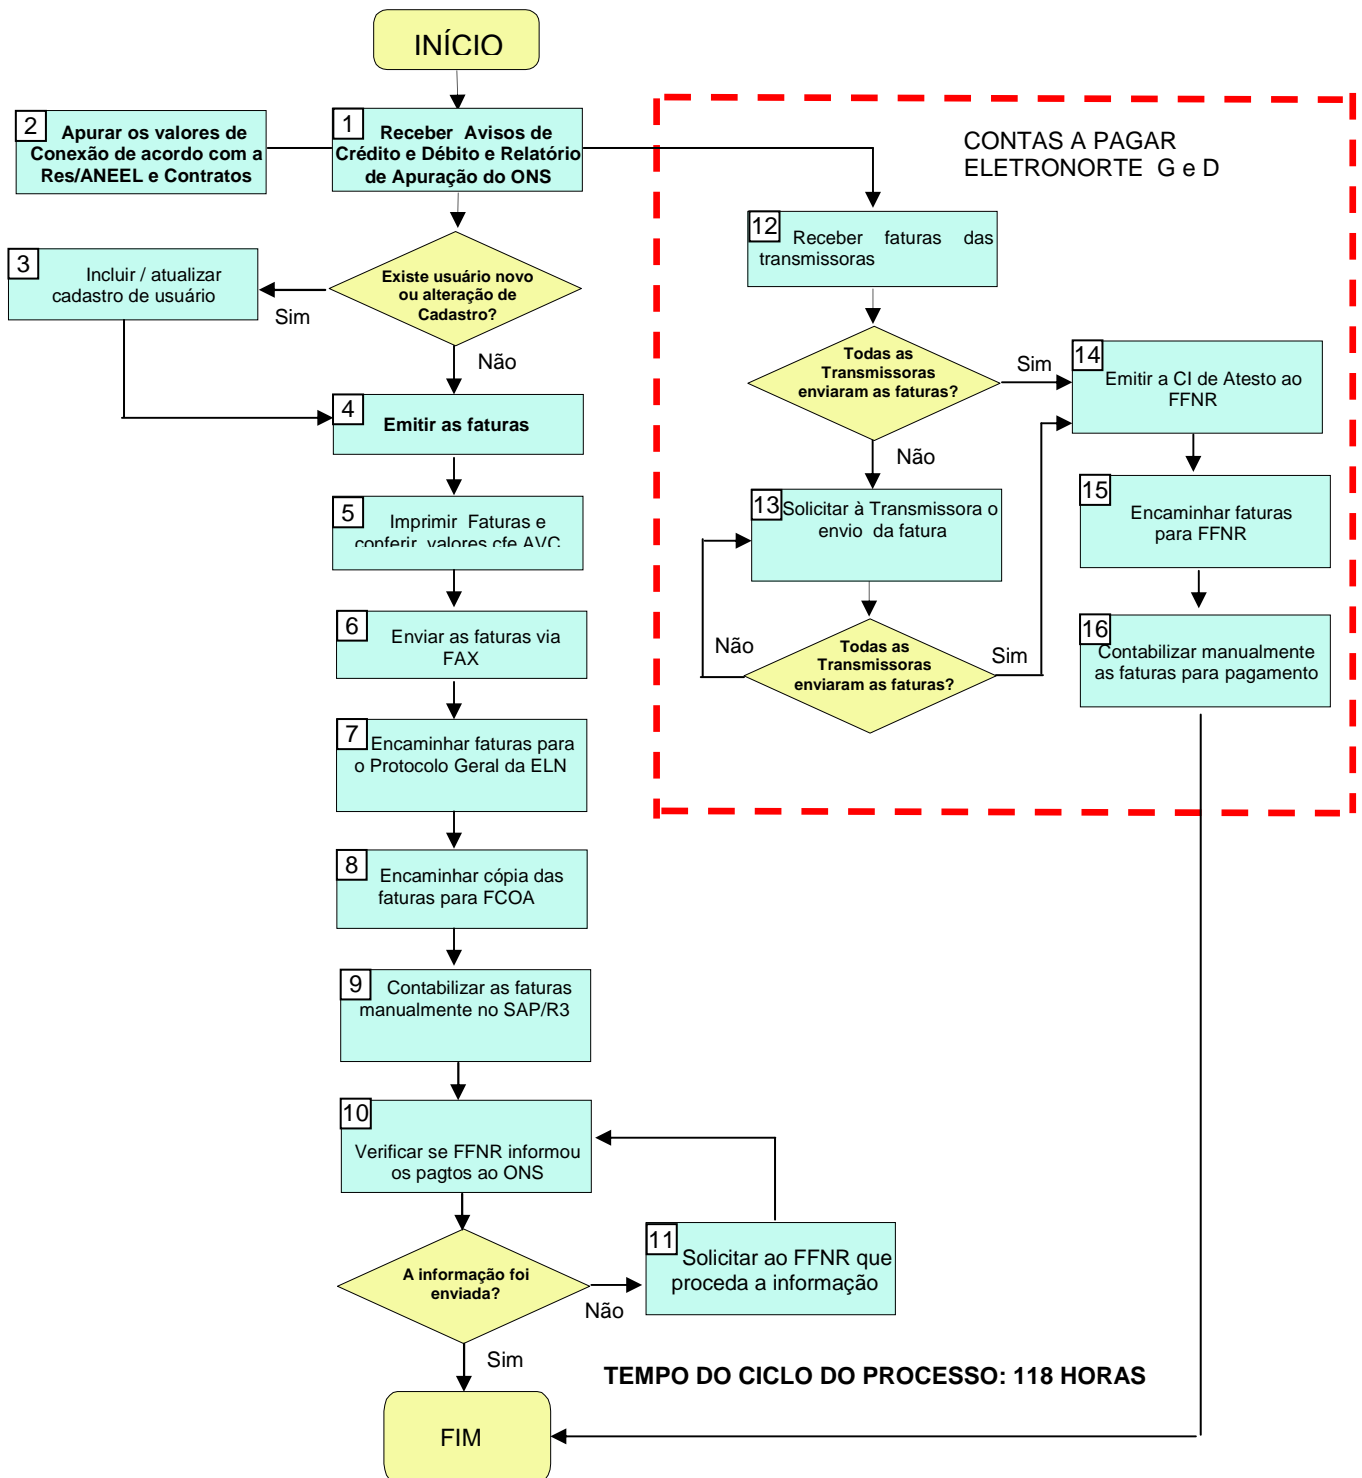 INÍCIO
2
Apurar os valores de
Conexão de acordo com a
Res/ANEEL e Contratos
1
Receber Avisos de
Crédito e Débito e Relatório
de Apuração do ONS
3
Incluir / atualizar
cadastro de usuário
Existe usuário novo
ou alteração de
Cadastro?
Sim
Não
4
Emitir as faturas
5
Imprimir Faturas e
conferir valores cfe AVC
6
Enviar as faturas via
FAX
7
Encaminhar faturas para
o Protocolo Geral da ELN
8
Encaminhar cópia das
faturas para FCOA
9
Contabilizar as faturas
manualmente no SAP/R3
10
Verificar se FFNR informou
os pagtos ao ONS
A informação foi
enviada?
Não
11
Solicitar ao FFNR que
proceda a informação
Sim
FIM
CONTAS A PAGAR
ELETRONORTE G e D
12
Receber faturas das
transmissoras
Todas as
Transmissoras
enviaram as faturas?
Sim
Não
13
Solicitar à Transmissora o
envio da fatura
Todas as
Transmissoras
enviaram as faturas?
Não
Sim
14
Emitir a CI de Atesto ao
FFNR
15
Encaminhar faturas
para FFNR
16
Contabilizar manualmente
as faturas para pagamento
TEMPO DO CICLO DO PROCESSO: 118 HORAS